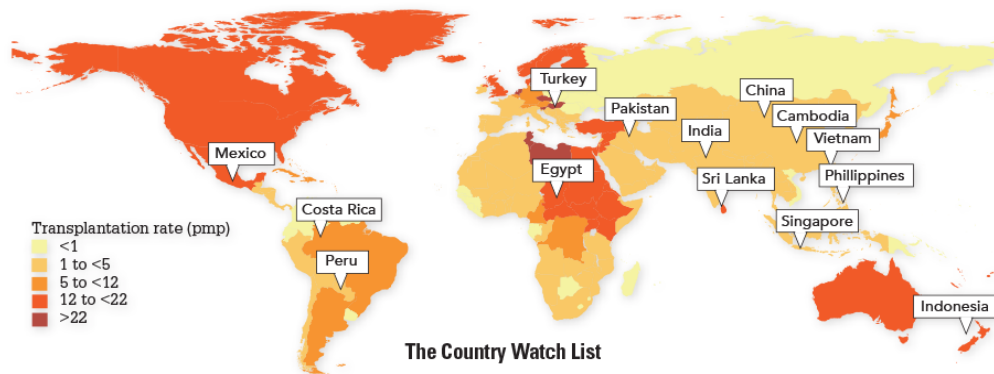 Turkey
China
Pakistan
Cambodia
India
Vietnam
Mexico
Egypt
Sri Lanka
Phillippines
Costa Rica
Singapore
Transplantation rate (pmp)
<1
1 to <5
5 to <12
12 to <22
>22
Peru
Indonesia
The Country Watch List